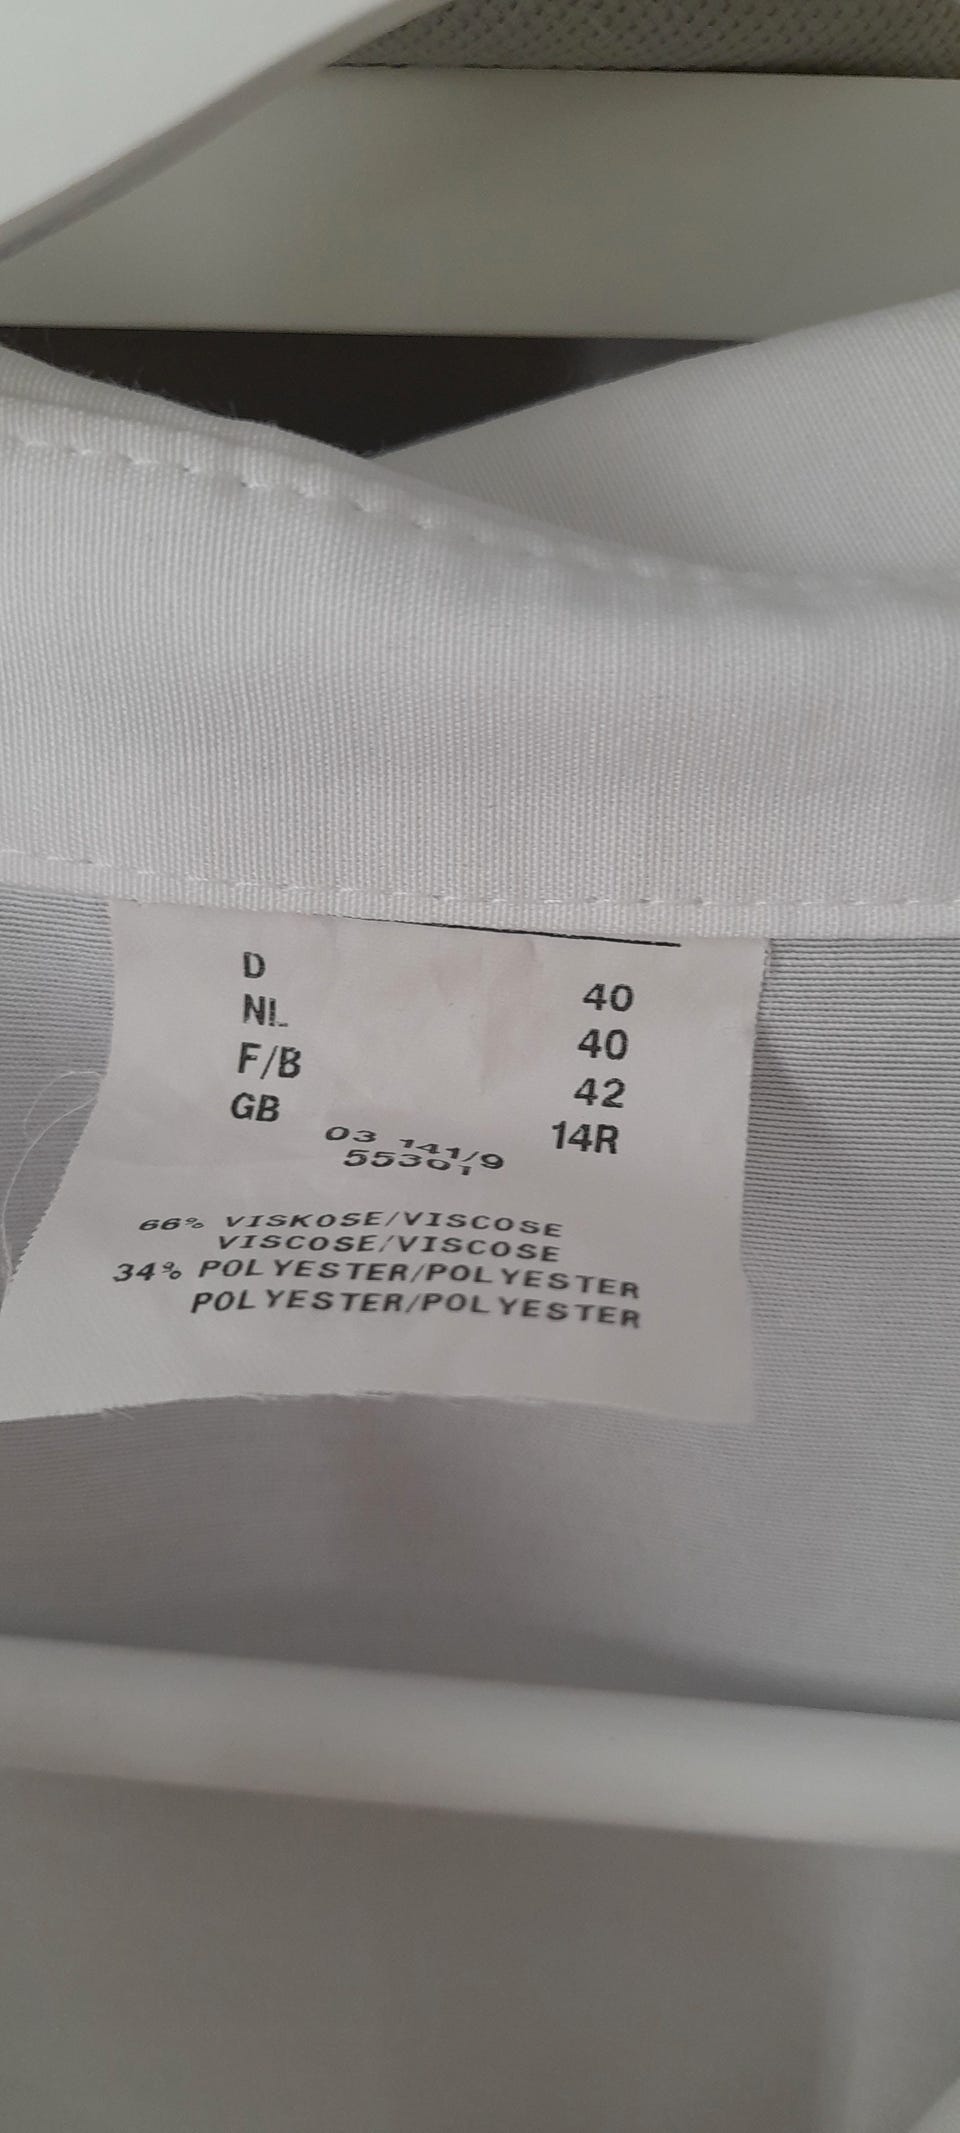 D 40
NL 40
F/B 42
GB 14R
03 141/9
55301
66% VISKOSE/VISCOSE
VISCOSE/VISCOSE
34% POLYESTER/POLYESTER
POLYESTER/POLYESTER